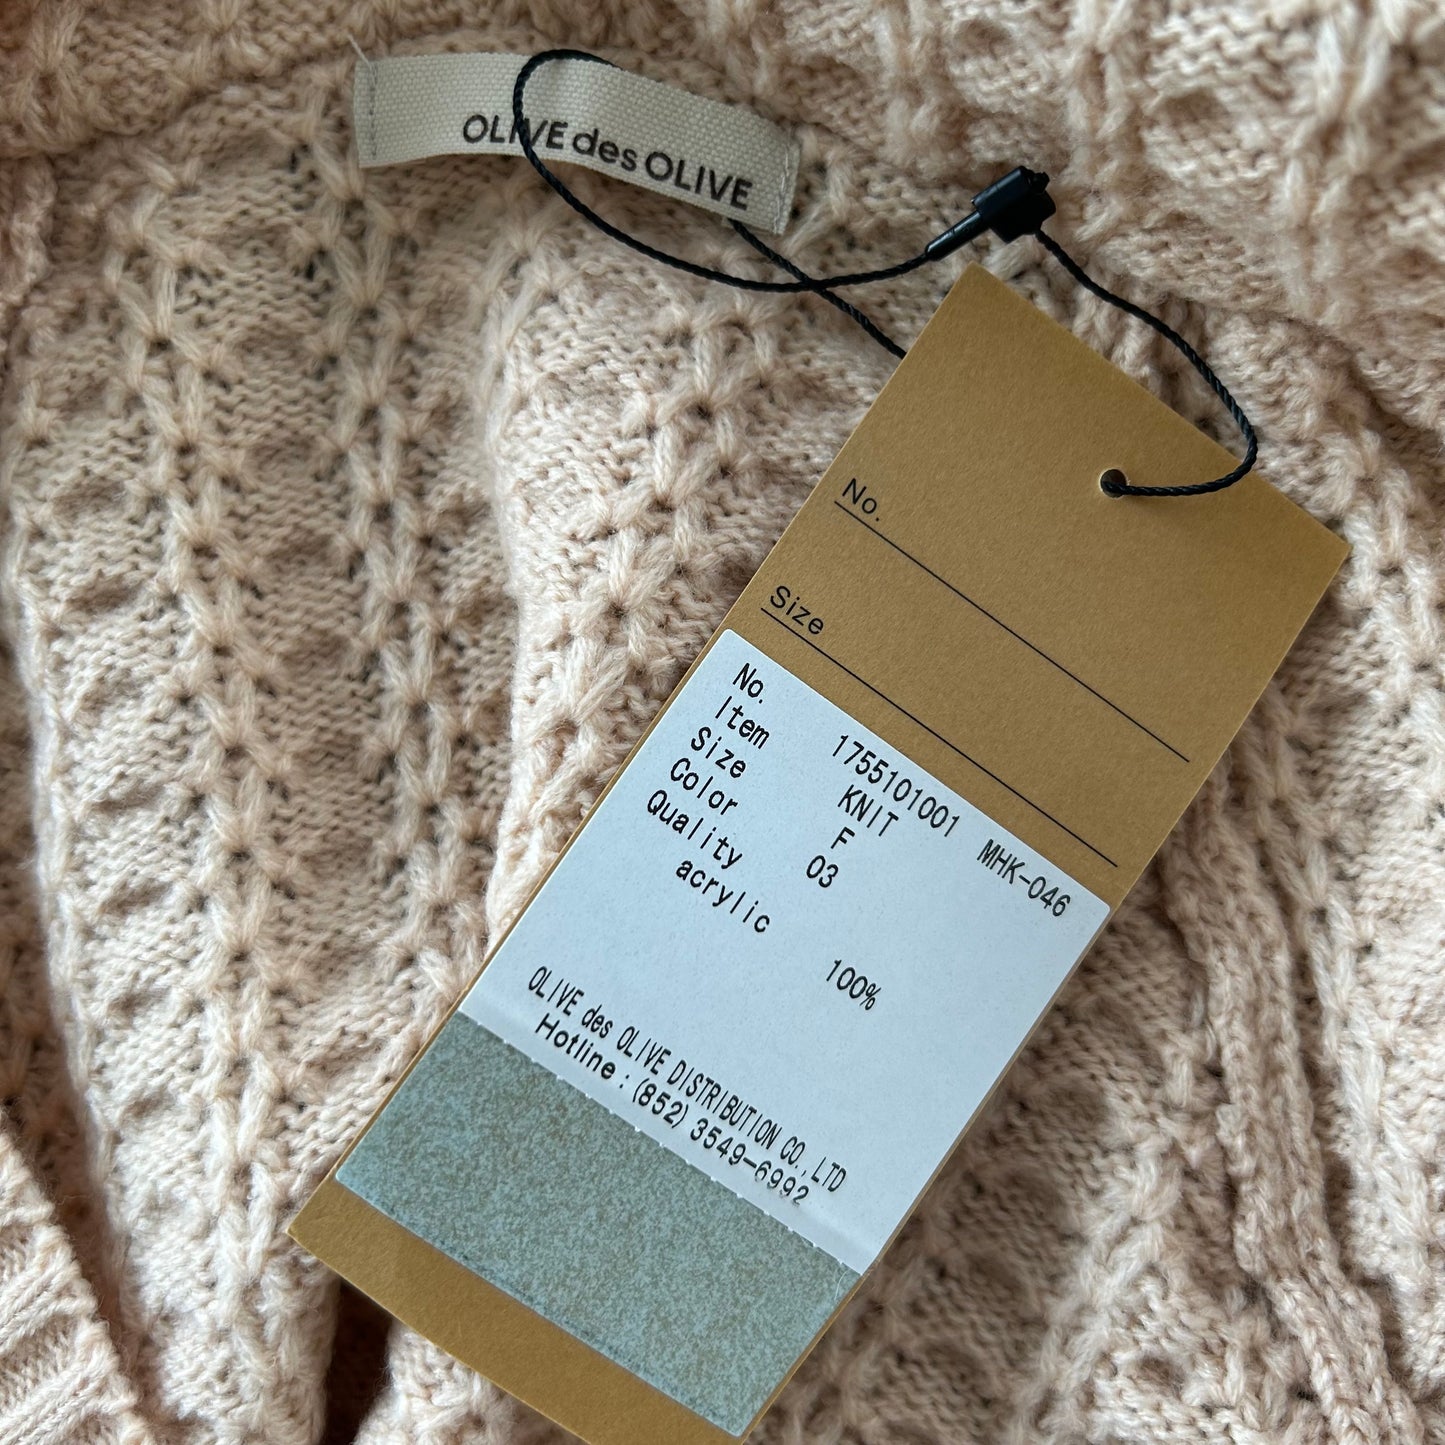 OLIVE des OLIVE
No.
Size
No. 1755101001 MHK-046
Item KNIT
Size F
Color 03
Quality
acrylic 100%
OLIVE des OLIVE DISTRIBUTION CO., LTD
Hotline : (852) 3549-6992